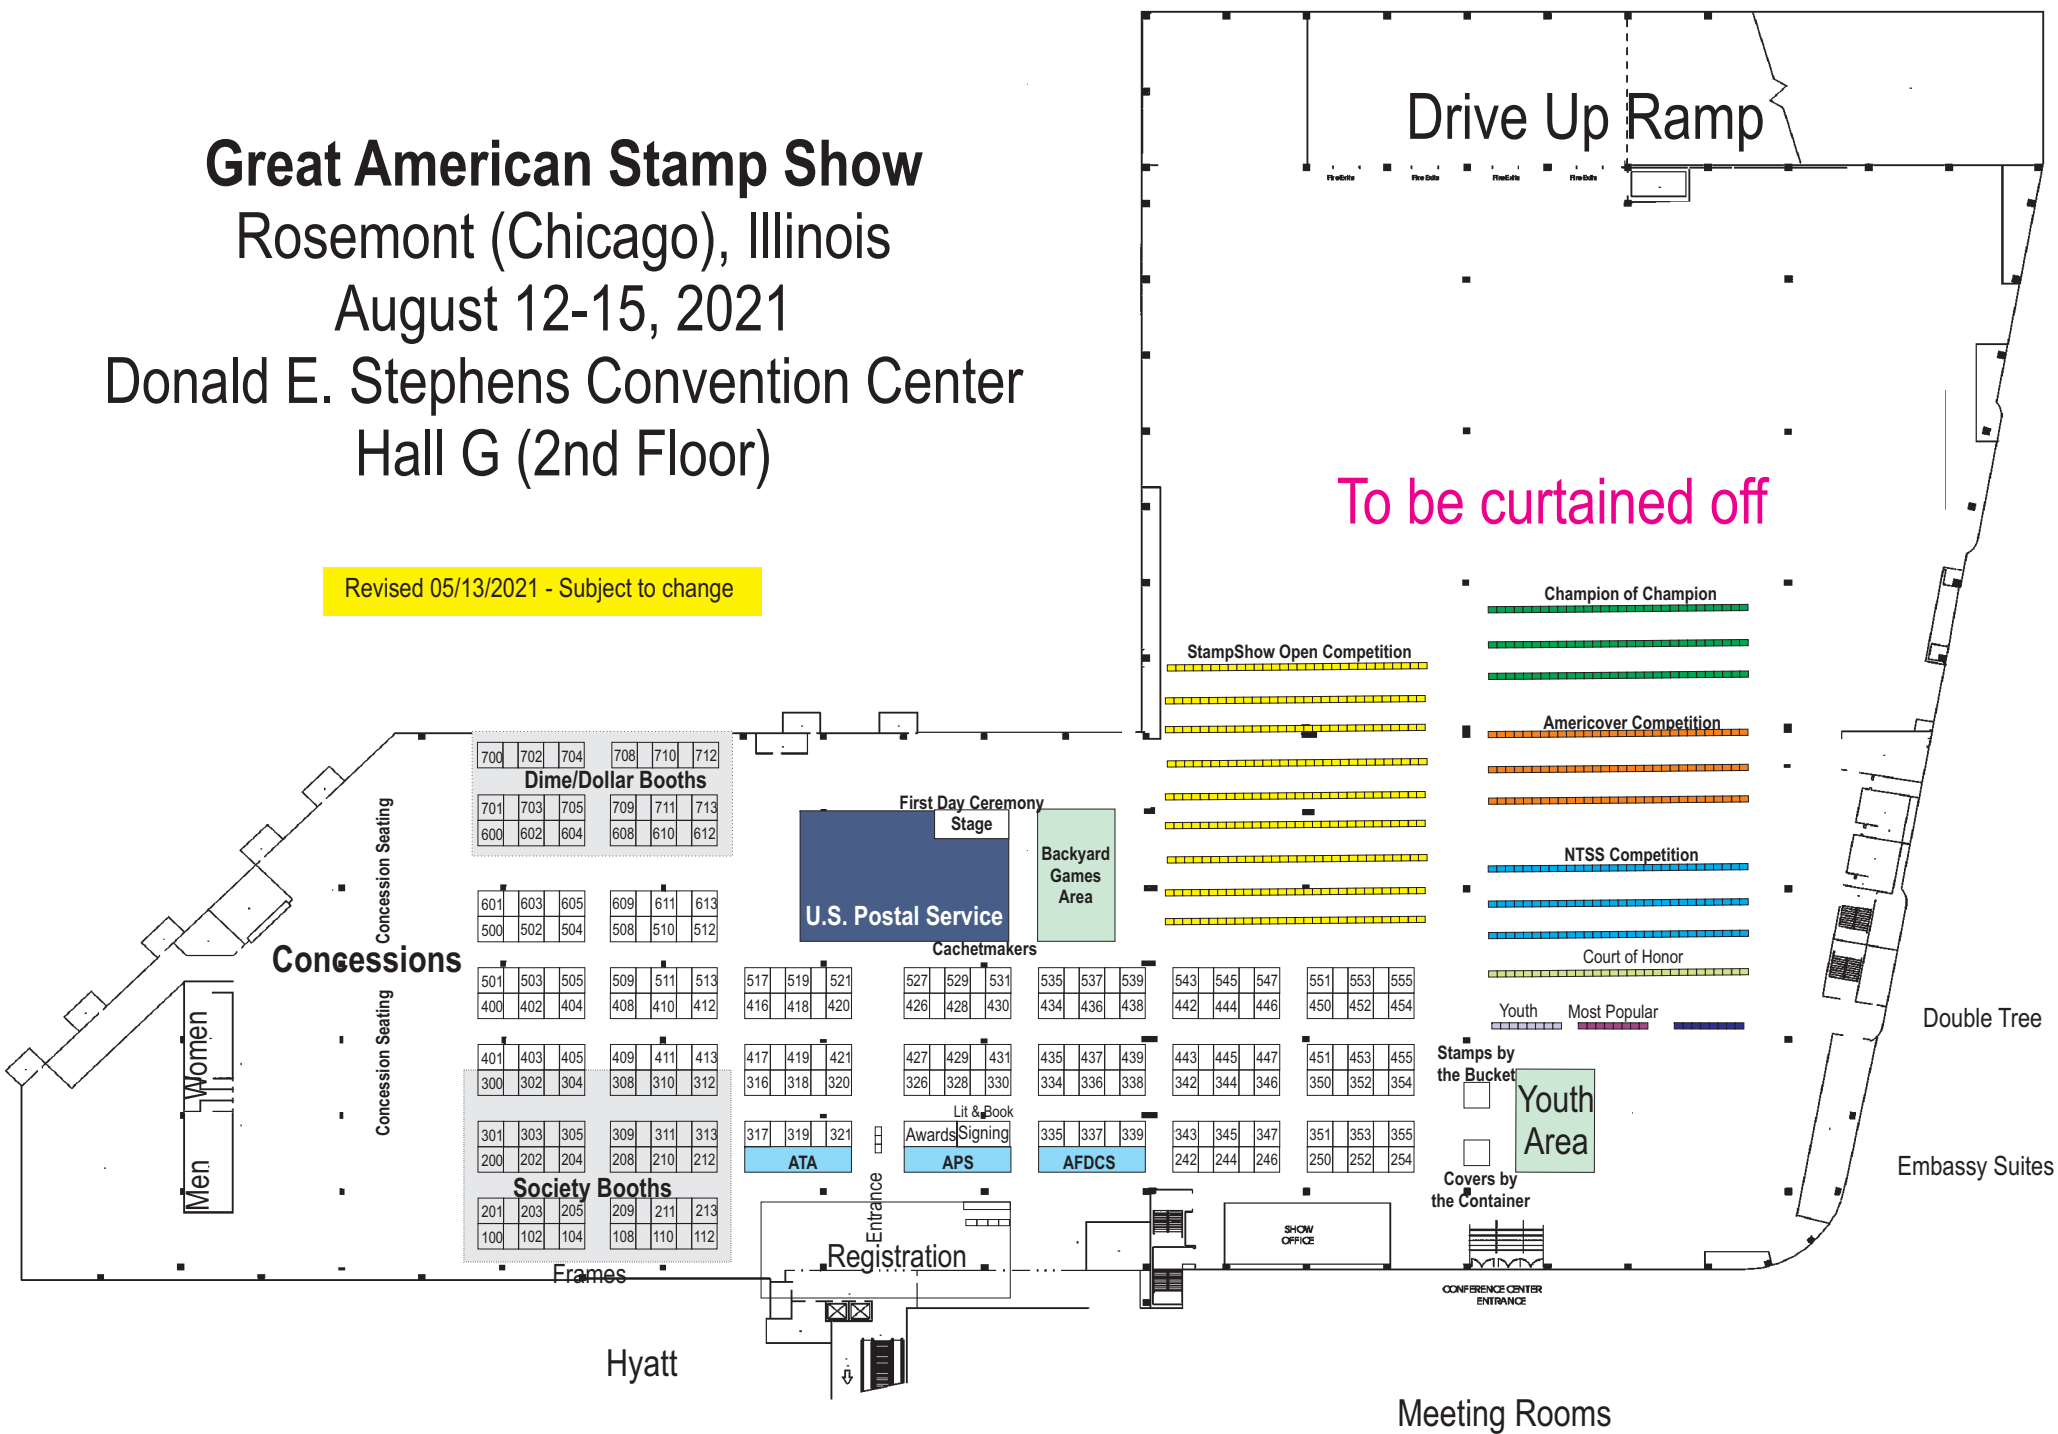 Great American Stamp Show
Rosemont (Chicago), Illinois
August 12-15, 2021
Donald E. Stephens Convention Center
Hall G (2nd Floor)
Revised 05/13/2021 - Subject to change
Drive Up Ramp
Fire Exits Fire Exits Fire Exits Fire Exits
To be curtained off
Champion of Champion
StampShow Open Competition
Americover Competition
NTSS Competition
Court of Honor
Youth Most Popular
700 702 704 708 710 712
Dime/Dollar Booths
701 703 705 709 711 713
600 602 604 608 610 612
First Day Ceremony
Stage
U.S. Postal Service
Backyard
Games
Area
Cachetmakers
Concession Seating
Concessions
Concession Seating
Women
Men
601 603 605 609 611 613
500 502 504 508 510 512
501 503 505 509 511 513 517 519 521 527 529 531 535 537 539 543 545 547 551 553 555
400 402 404 408 410 412 416 418 420 426 428 430 434 436 438 442 444 446 450 452 454
401 403 405 409 411 413 417 419 421 427 429 431 435 437 439 443 445 447 451 453 455
300 302 304 308 310 312 316 318 320 326 328 330 334 336 338 342 344 346 350 352 354
Stamps by
the Bucket
Youth
Area
Lit & Book
301 303 305 309 311 313 317 319 321 Awards Signing 335 337 339 343 345 347 351 353 355
200 202 204 208 210 212 ATA APS AFDCS 242 244 246 250 252 254
Society Booths
Covers by
the Container
201 203 205 209 211 213
100 102 104 108 110 112
Frames
Entrance
Registration
SHOW
OFFICE
CONFERENCE CENTER
ENTRANCE
Double Tree
Embassy Suites
Hyatt
Meeting Rooms